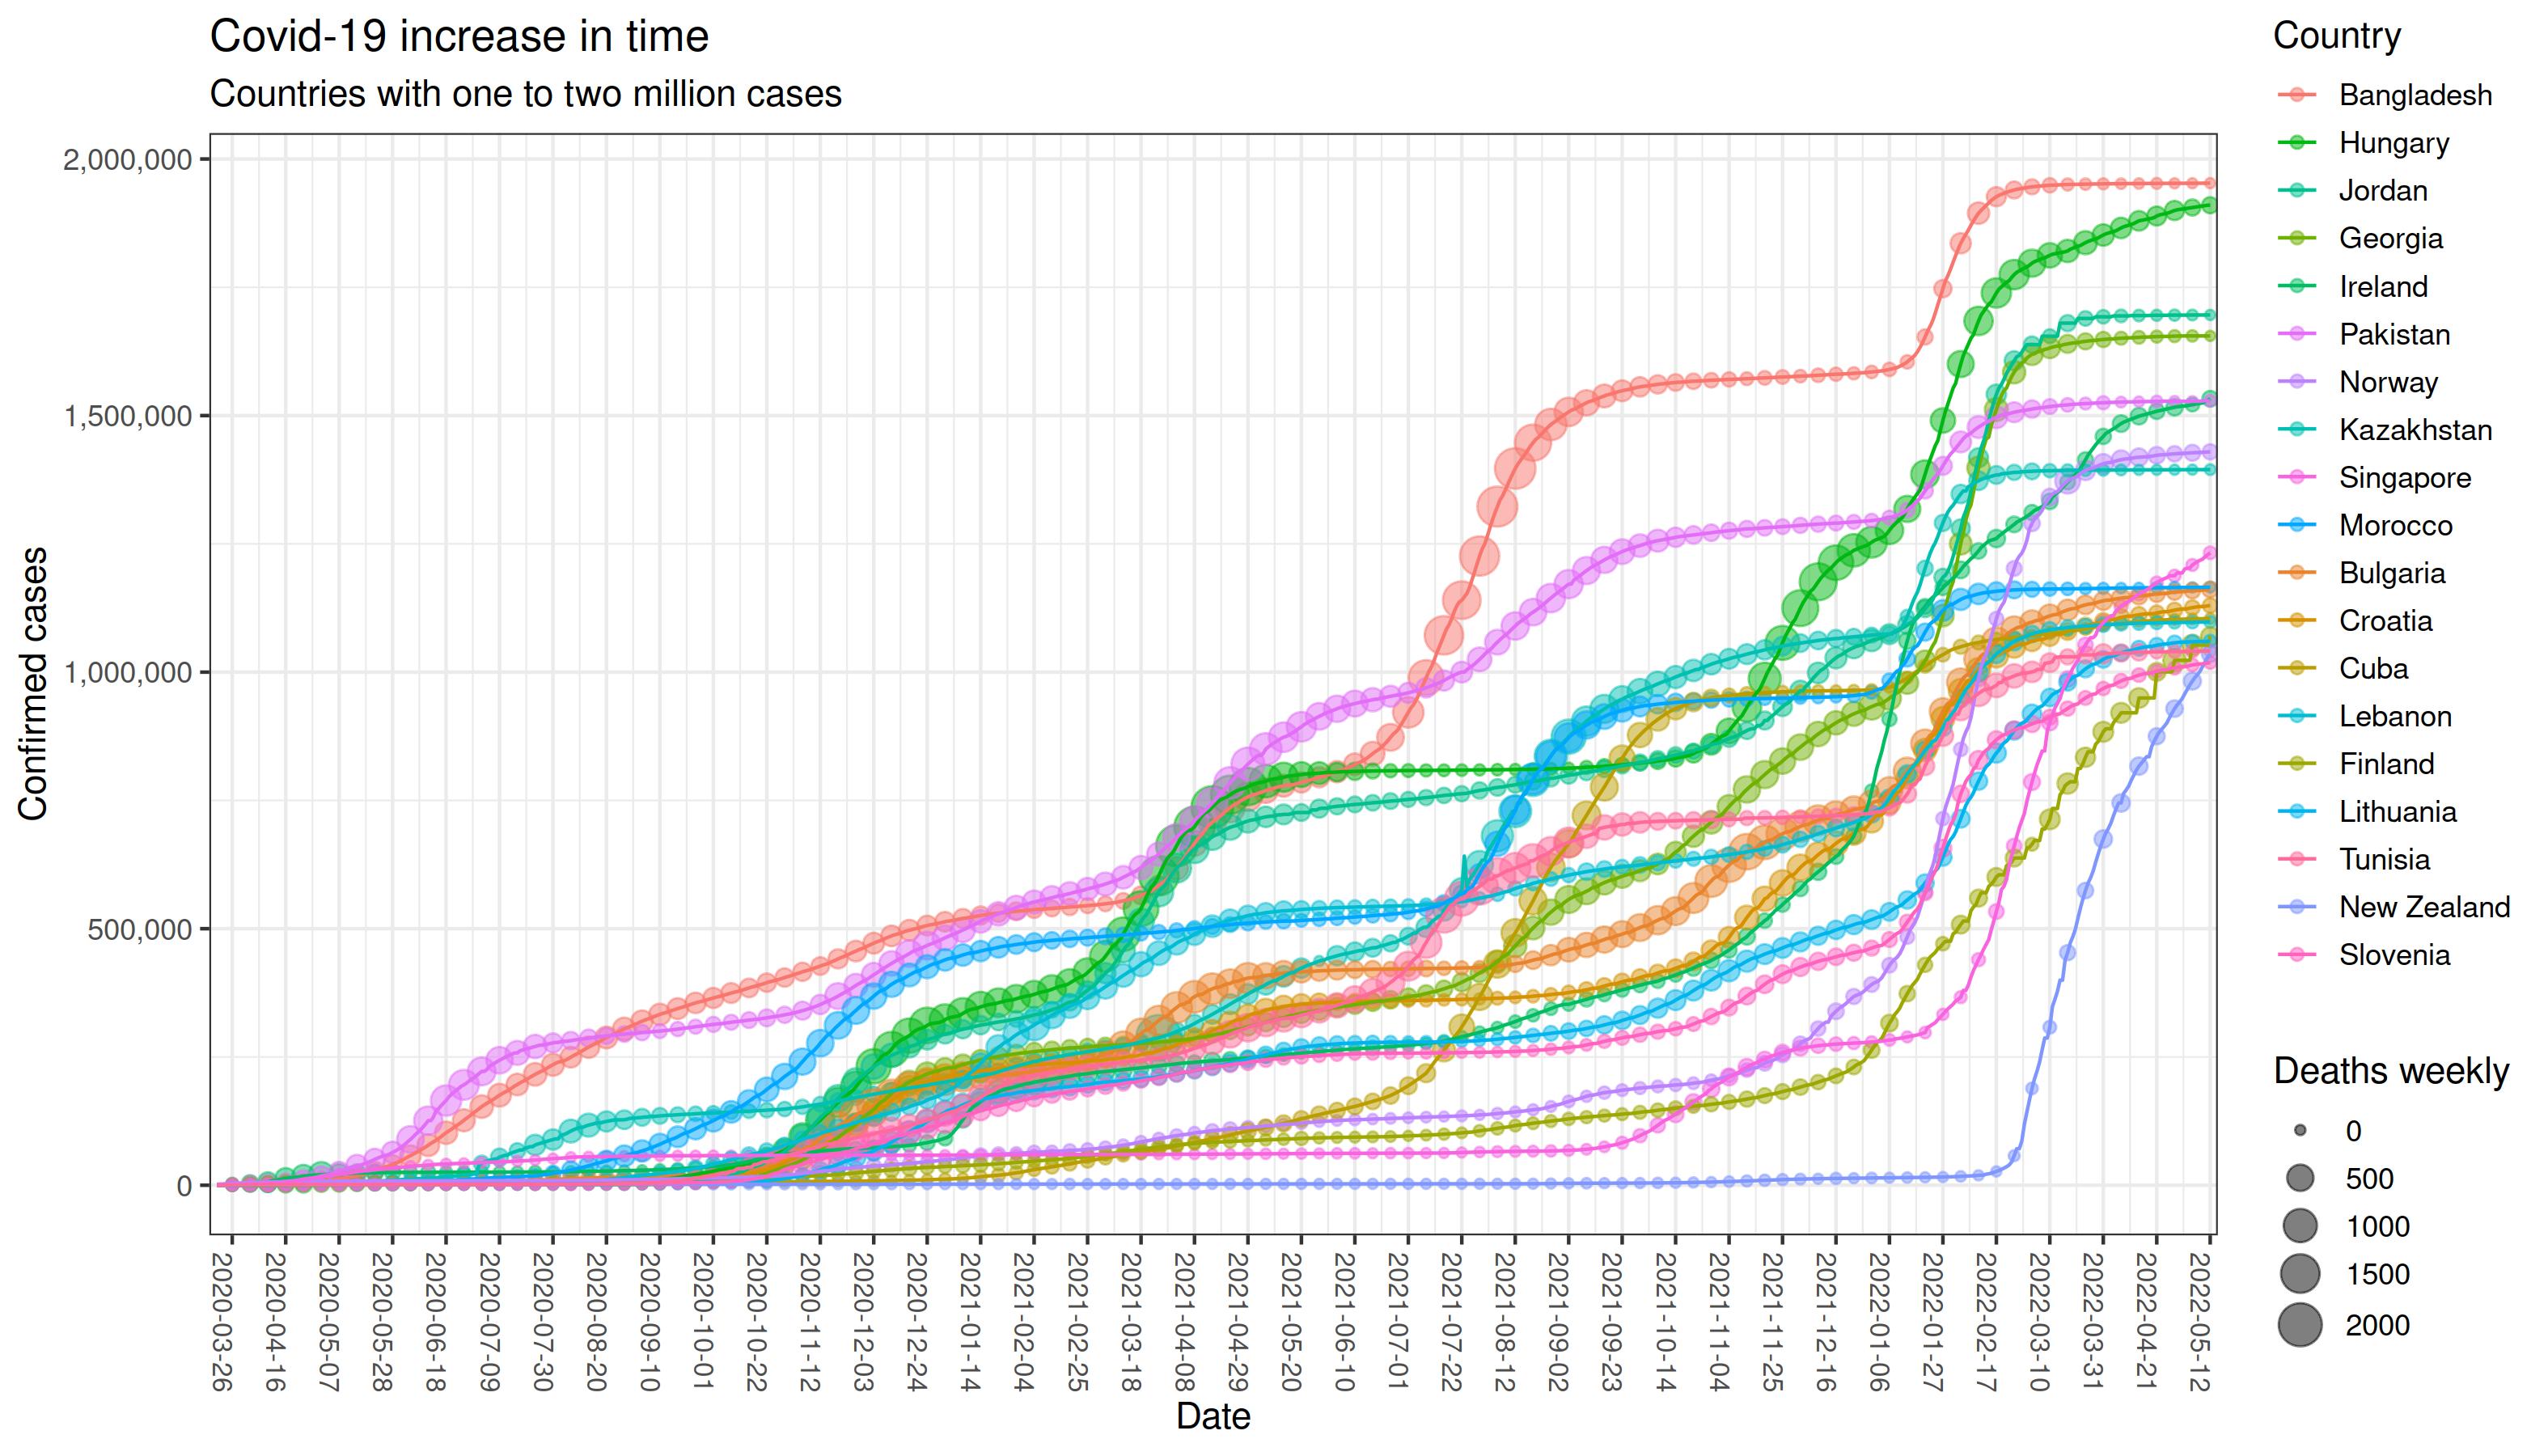 Covid-19 increase in time
Countries with one to two million cases
Confirmed cases
2,000,000
1,500,000
1,000,000
500,000
0
2020-03-26
2020-04-16
2020-05-07
2020-05-28
2020-06-18
2020-07-09
2020-07-30
2020-08-20
2020-09-10
2020-10-01
2020-10-22
2020-11-12
2020-12-03
2020-12-24
2021-01-14
2021-02-04
2021-02-25
2021-03-18
2021-04-08
2021-04-29
2021-05-20
2021-06-10
2021-07-01
2021-07-22
2021-08-12
2021-09-02
2021-09-23
2021-10-14
2021-11-04
2021-11-25
2021-12-16
2022-01-06
2022-01-27
2022-02-17
2022-03-10
2022-03-31
2022-04-21
2022-05-12
Date
Country
Bangladesh
Hungary
Jordan
Georgia
Ireland
Pakistan
Norway
Kazakhstan
Singapore
Morocco
Bulgaria
Croatia
Cuba
Lebanon
Finland
Lithuania
Tunisia
New Zealand
Slovenia
Deaths weekly
0
500
1000
1500
2000